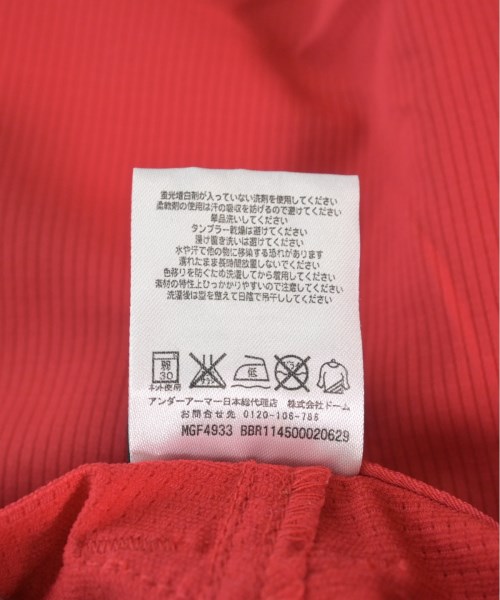 蛍光増白剤が入っていない洗剤を使用してください
柔軟剤の使用は汗の吸収を妨げるので避けてください
単品洗いしてください
タンブラー乾燥は避けてください
浸け置き洗いは避けてください
水や汗で他の物に移染する恐れがあります
濡れたまま長時間放置しないでください
色移りを防ぐため洗濯してから着用してください
素材の特性上ひっかかりやすいので注意してください
洗濯後は型を整えて日陰で吊干ししてください
弱
30
低
ネット使用
アンダーアーマー日本総代理店 株式会社ドーム
お問合せ先 0120-106-786
MGF4933 BBR114500020629